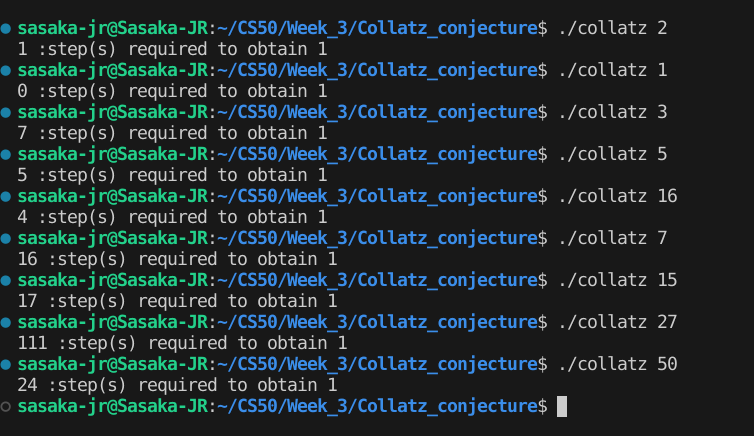 sasaka-jr@Sasaka-JR:~/CS50/Week_3/Collatz_conjecture$ ./collatz 2
1 :step(s) required to obtain 1
sasaka-jr@Sasaka-JR:~/CS50/Week_3/Collatz_conjecture$ ./collatz 1
0 :step(s) required to obtain 1
sasaka-jr@Sasaka-JR:~/CS50/Week_3/Collatz_conjecture$ ./collatz 3
7 :step(s) required to obtain 1
sasaka-jr@Sasaka-JR:~/CS50/Week_3/Collatz_conjecture$ ./collatz 5
5 :step(s) required to obtain 1
sasaka-jr@Sasaka-JR:~/CS50/Week_3/Collatz_conjecture$ ./collatz 16
4 :step(s) required to obtain 1
sasaka-jr@Sasaka-JR:~/CS50/Week_3/Collatz_conjecture$ ./collatz 7
16 :step(s) required to obtain 1
sasaka-jr@Sasaka-JR:~/CS50/Week_3/Collatz_conjecture$ ./collatz 15
17 :step(s) required to obtain 1
sasaka-jr@Sasaka-JR:~/CS50/Week_3/Collatz_conjecture$ ./collatz 27
111 :step(s) required to obtain 1
sasaka-jr@Sasaka-JR:~/CS50/Week_3/Collatz_conjecture$ ./collatz 50
24 :step(s) required to obtain 1
sasaka-jr@Sasaka-JR:~/CS50/Week_3/Collatz_conjecture$